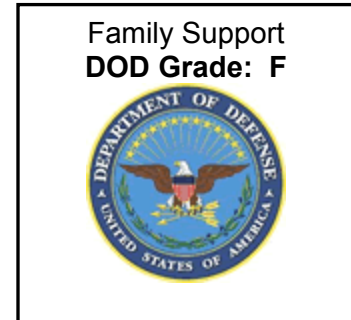 Family Support
DOD Grade: F
DEPARTMENT OF DEFENSE
UNITED STATES OF AMERICA